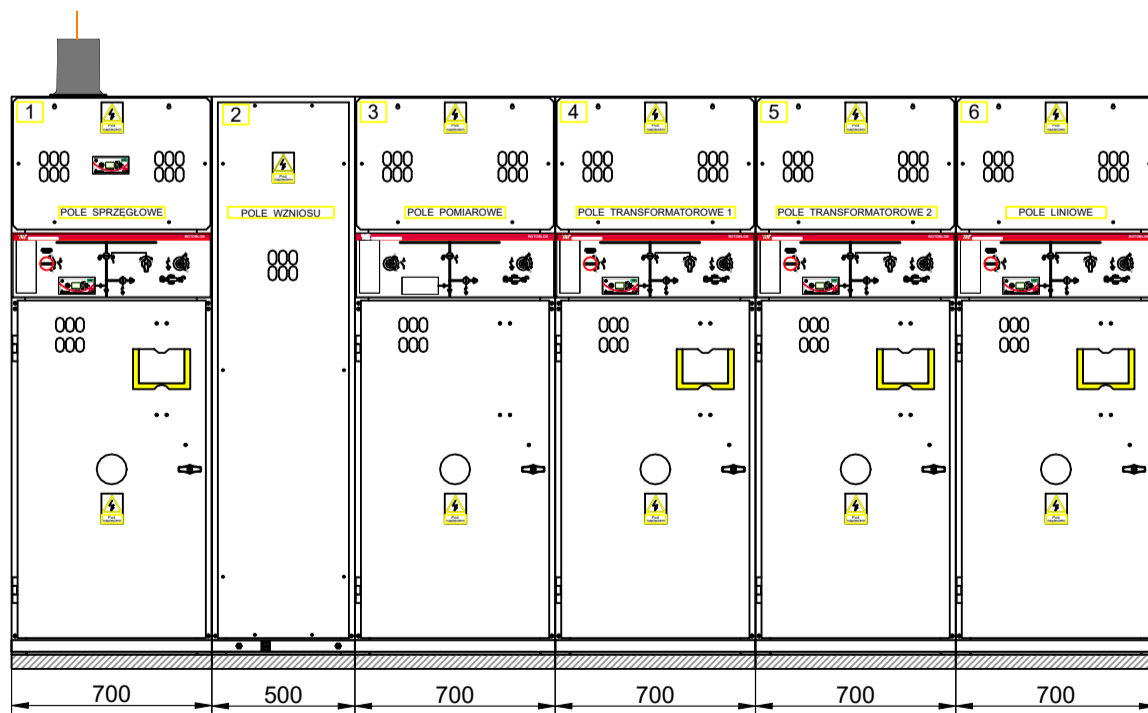 1
2
3
4
5
6
POLE SPRZĘGŁOWE
POLE WZNIOSU
POLE POMIAROWE
POLE TRANSFORMATOROWE 1
POLE TRANSFORMATOROWE 2
POLE LINIOWE
700
500
700
700
700
700